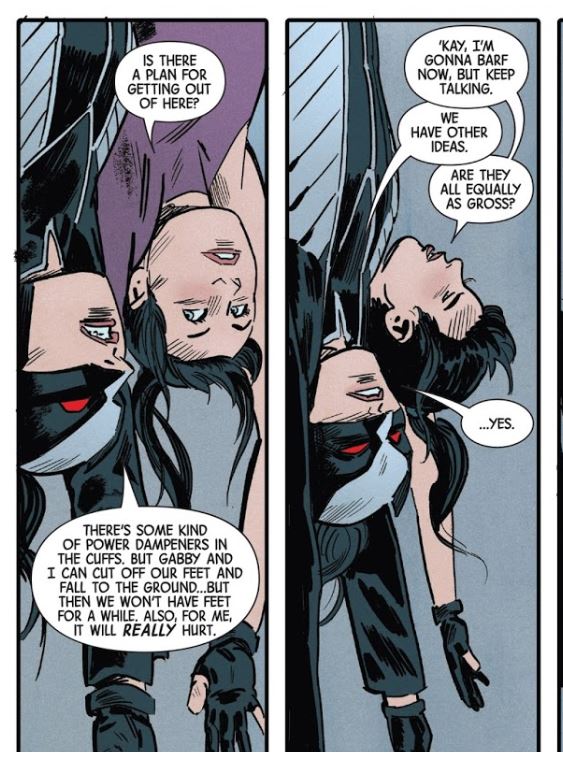 IS THERE
A PLAN FOR
GETTING OUT
OF HERE?
THERE'S SOME KIND
OF POWER DAMPENERS IN
THE CUFFS. BUT GABBY AND
I CAN CUT OFF OUR FEET AND
FALL TO THE GROUND...BUT
THEN WE WON'T HAVE FEET
FOR A WHILE. ALSO, FOR ME,
IT WILL REALLY HURT.
'KAY, I'M
GONNA BARF
NOW, BUT KEEP
TALKING.
WE
HAVE OTHER
IDEAS.
ARE THEY
ALL EQUALLY
AS GROSS?
...YES.